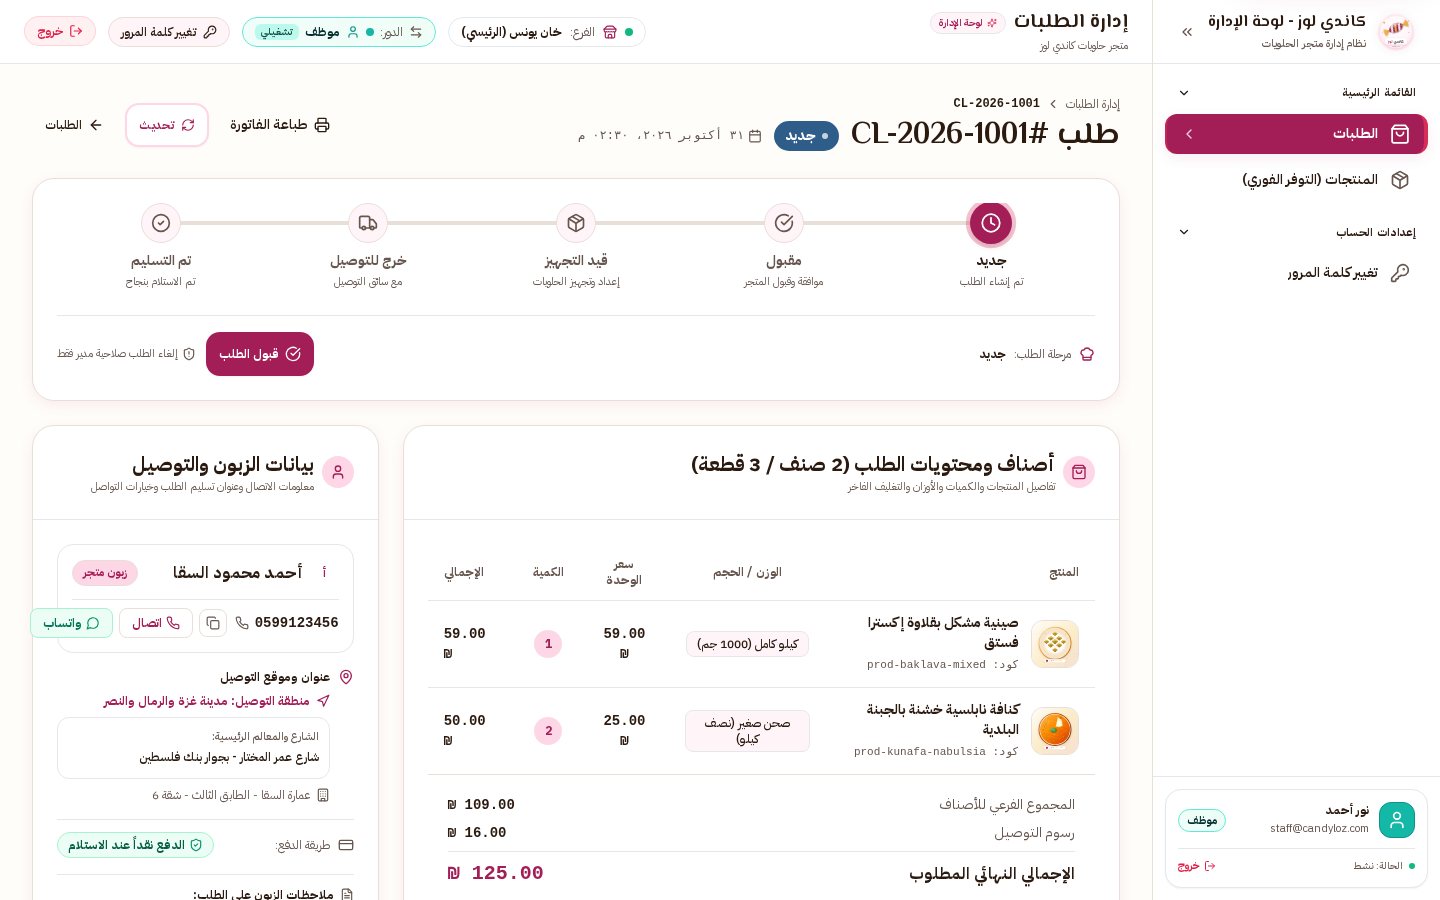 كاندي لوز - لوحة الإدارة
نظام إدارة متجر الحلويات
القائمة الرئيسية
الطلبات
المنتجات (التوفر الفوري)
إعدادات الحساب
تغيير كلمة المرور
نور أحمد
staff@candyloz.com
موظف
الحالة: نشط
خروج
إدارة الطلبات
لوحة الإدارة
متجر حلويات كاندي لوز
الفرع: خان يونس (الرئيسي)
الدور: موظف تشغيلي
تغيير كلمة المرور
خروج
إدارة الطلبات
CL-2026-1001
طلب #CL-2026-1001
جديد
٣١ أكتوبر ٢٠٢٦، ٠٢:٣٠ م
طباعة الفاتورة
تحديث
الطلبات
جديد
تم إنشاء الطلب
مقبول
موافقة وقبول المتجر
قيد التجهيز
إعداد وتجهيز الحلويات
خرج للتوصيل
مع سائق التوصيل
تم التسليم
تم الاستلام بنجاح
مرحلة الطلب: جديد
قبول الطلب
إلغاء الطلب صلاحية مدير فقط
أصناف ومحتويات الطلب (2 صنف / 3 قطعة)
تفاصيل المنتجات والكميات والأوزان والتغليف الفاخر
المنتج
الوزن / الحجم
سعر الوحدة
الكمية
الإجمالي
صينية مشكل بقلاوة إكسترا فستق
كود: prod-baklava-mixed
كيلو كامل (1000 جم)
59.00 ₪
1
59.00 ₪
كنافة نابلسية خشنة بالجبنة البلدية
كود: prod-kunafa-nabulsia
صحن صغير (نصف كيلو)
25.00 ₪
2
50.00 ₪
المجموع الفرعي للأصناف
109.00 ₪
رسوم التوصيل
16.00 ₪
الإجمالي النهائي المطلوب
125.00 ₪
بيانات الزبون والتوصيل
معلومات الاتصال وعنوان تسليم الطلب وخيارات التواصل
أ
أحمد محمود السقا
زبون متجر
0599123456
اتصال
واتساب
عنوان وموقع التوصيل
منطقة التوصيل: مدينة غزة والرمال والنصر
الشارع والمعالم الرئيسية:
شارع عمر المختار - بجوار بنك فلسطين
عمارة السقا - الطابق الثالث - شقة 6
طريقة الدفع:
الدفع نقداً عند الاستلام
ملاحظات الزبون على الطلب: